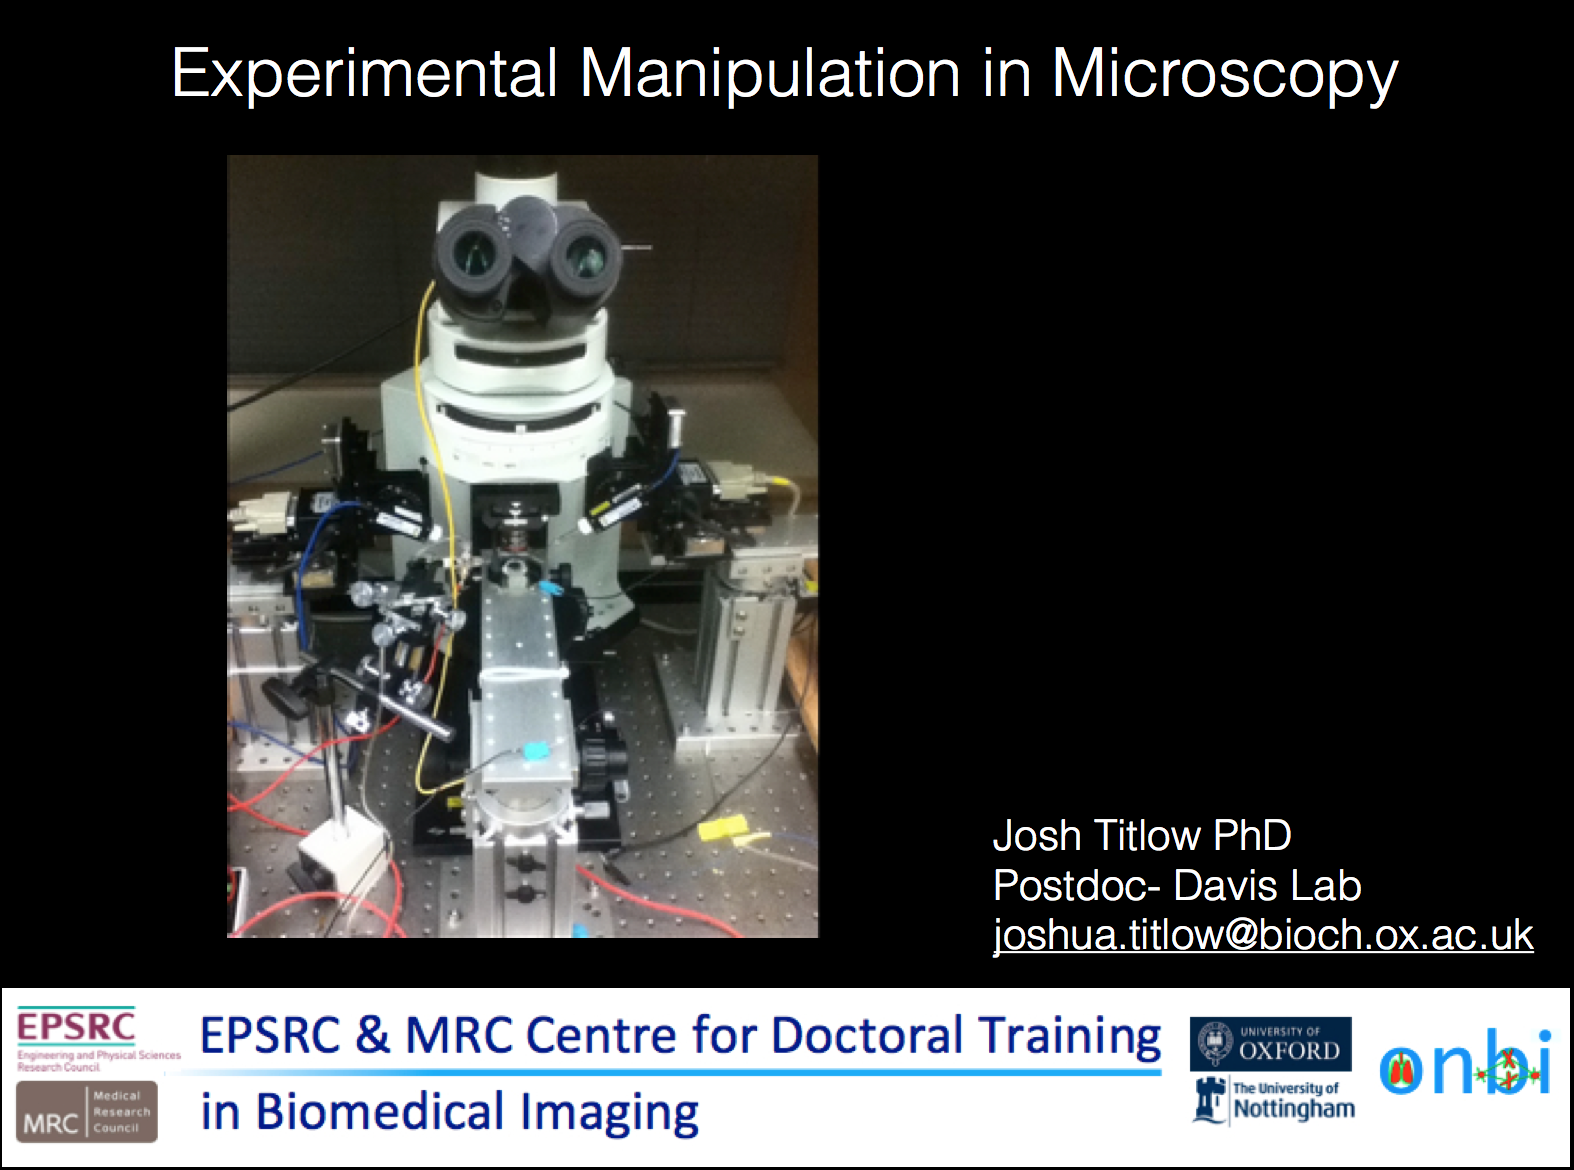 Experimental Manipulation in Microscopy
Josh Titlow PhD
Postdoc- Davis Lab
joshua.titlow@bioch.ox.ac.uk
EPSRC
Engineering and Physical Sciences
Research Council
MRC
Medical
Research
Council
EPSRC & MRC Centre for Doctoral Training
in Biomedical Imaging
UNIVERSITY OF
OXFORD
The University of
Nottingham
onbi